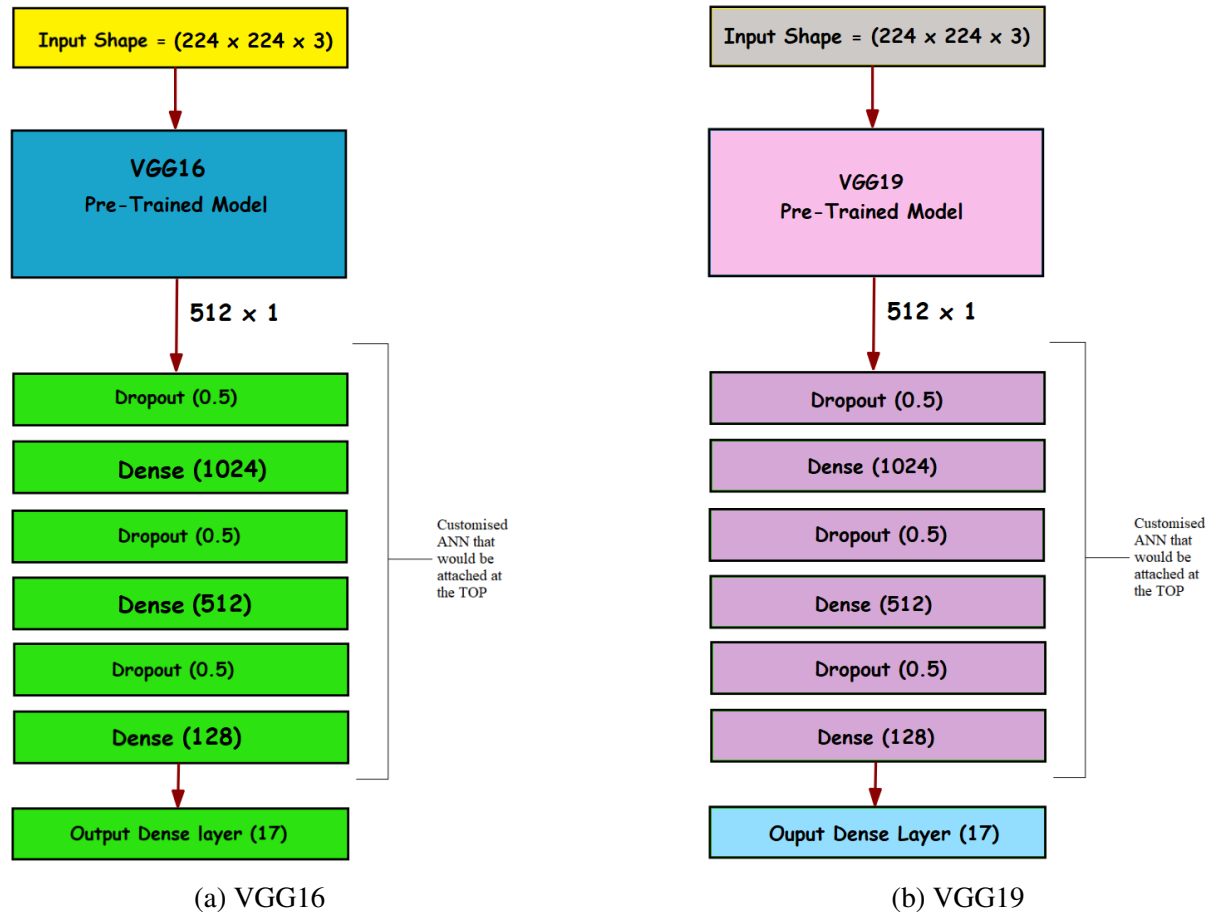 Input Shape = (224 x 224 x 3)
VGG16
Pre-Trained Model
512 x 1
Dropout (0.5)
Dense (1024)
Dropout (0.5)
Dense (512)
Dropout (0.5)
Dense (128)
Customised
ANN that
would be
attached at
the TOP
Output Dense layer (17)
(a) VGG16
Input Shape = (224 x 224 x 3)
VGG19
Pre-Trained Model
512 x 1
Dropout (0.5)
Dense (1024)
Dropout (0.5)
Dense (512)
Dropout (0.5)
Dense (128)
Customised
ANN that
would be
attached at
the TOP
Ouput Dense Layer (17)
(b) VGG19